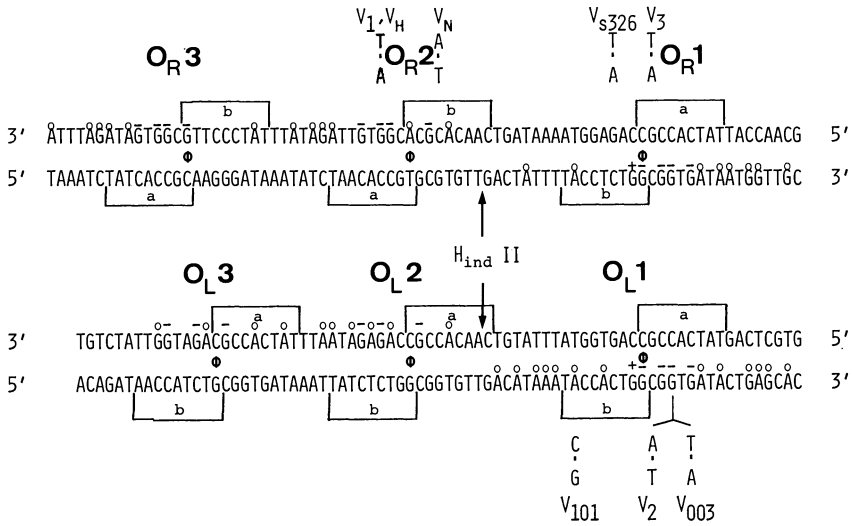 V1, VH VN Vs326 V3
T A T T
OR3 OR2 OR1
A T A A
b b a
3' ATTTAGATAGTGGCGTTCCCTATTTATAGATTGTGGCACGCACAACTGATAAAATGGAGACCGCCACTATTACCAACG 5'
Φ Φ Φ
5' TAAATCTATCACCGCAAGGGATAAATATCTAACACCGTGCGTGTTGACTATTTTACCTCTGGCGGTGATAATGGTTGC 3'
a a b
Hind II
OL3 OL2 OL1
a a a
3' TGTCTATTGGTAGACGCCACTATTTAATAGAGACCGCCACAACTGTATTTATGGTGACCGCCACTATGACTCGTG 5'
Φ Φ Φ
5' ACAGATAACCATCTGCGGTGATAAATTATCTCTGGCGGTGTTGACATAAATACCACTGGCGGTGATACTGAGCAC 3'
b b b
C A T
G T A
V101 V2 V003